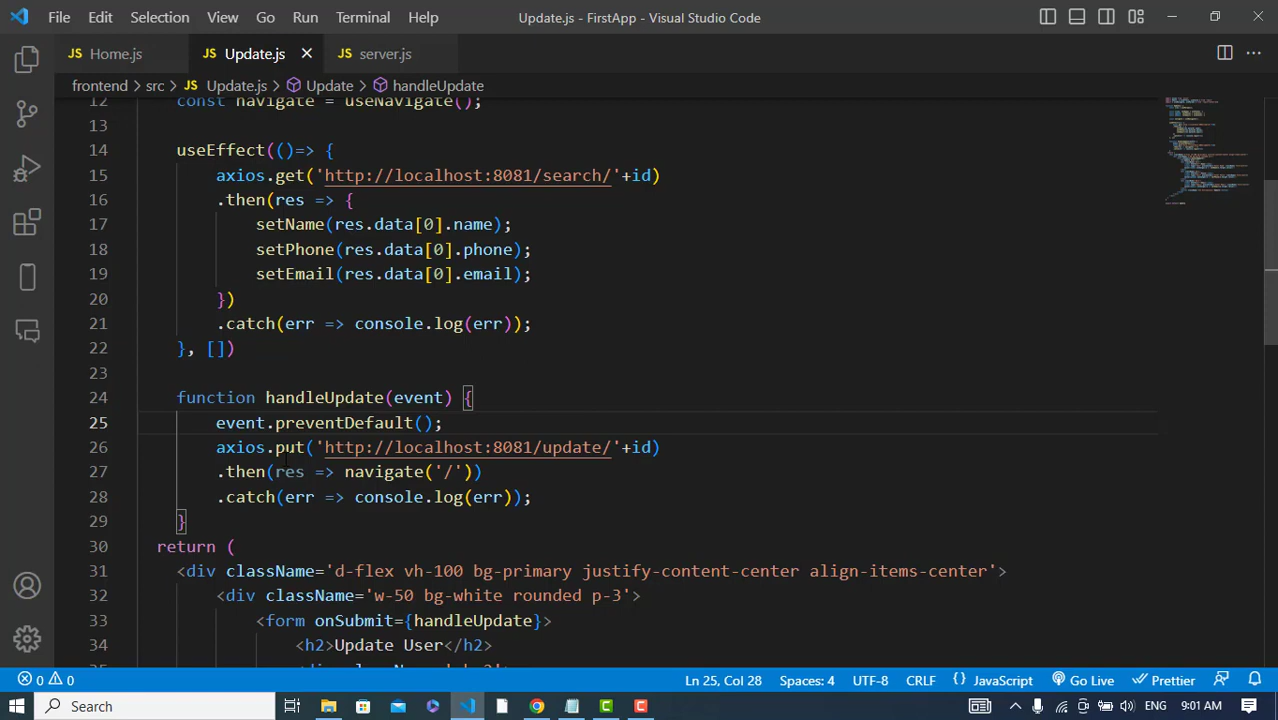 File Edit Selection View Go Run Terminal Help Update.js - FirstApp - Visual Studio Code
JS Home.js JS Update.js JS server.js
frontend > src > JS Update.js > Update > handleUpdate
12 const navigate = useNavigate();
13
14 useEffect(()=> {
15 axios.get('http://localhost:8081/search/'+id)
16 .then(res => {
17 setName(res.data[0].name);
18 setPhone(res.data[0].phone);
19 setEmail(res.data[0].email);
20 })
21 .catch(err => console.log(err));
22 }, [])
23
24 function handleUpdate(event) {
25 event.preventDefault();
26 axios.put('http://localhost:8081/update/'+id)
27 .then(res => navigate('/'))
28 .catch(err => console.log(err));
29 }
30 return (
31 <div className='d-flex vh-100 bg-primary justify-content-center align-items-center'>
32 <div className='w-50 bg-white rounded p-3'>
33 <form onSubmit={handleUpdate}>
34 <h2>Update User</h2>
0 0 Ln 25, Col 28 Spaces: 4 UTF-8 CRLF {} JavaScript Go Live Prettier
Search ENG 9:01 AM